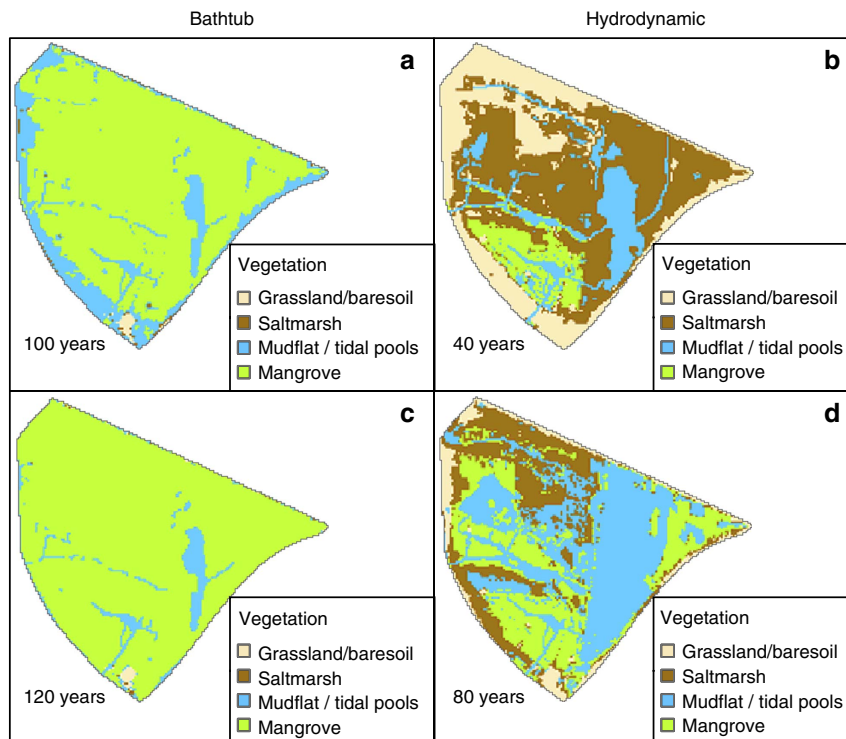 Bathtub
Hydrodynamic
a
Vegetation
Grassland/baresoil
Saltmarsh
Mudflat / tidal pools
Mangrove
100 years
b
Vegetation
Grassland/baresoil
Saltmarsh
Mudflat / tidal pools
Mangrove
40 years
c
Vegetation
Grassland/baresoil
Saltmarsh
Mudflat / tidal pools
Mangrove
120 years
d
Vegetation
Grassland/baresoil
Saltmarsh
Mudflat / tidal pools
Mangrove
80 years